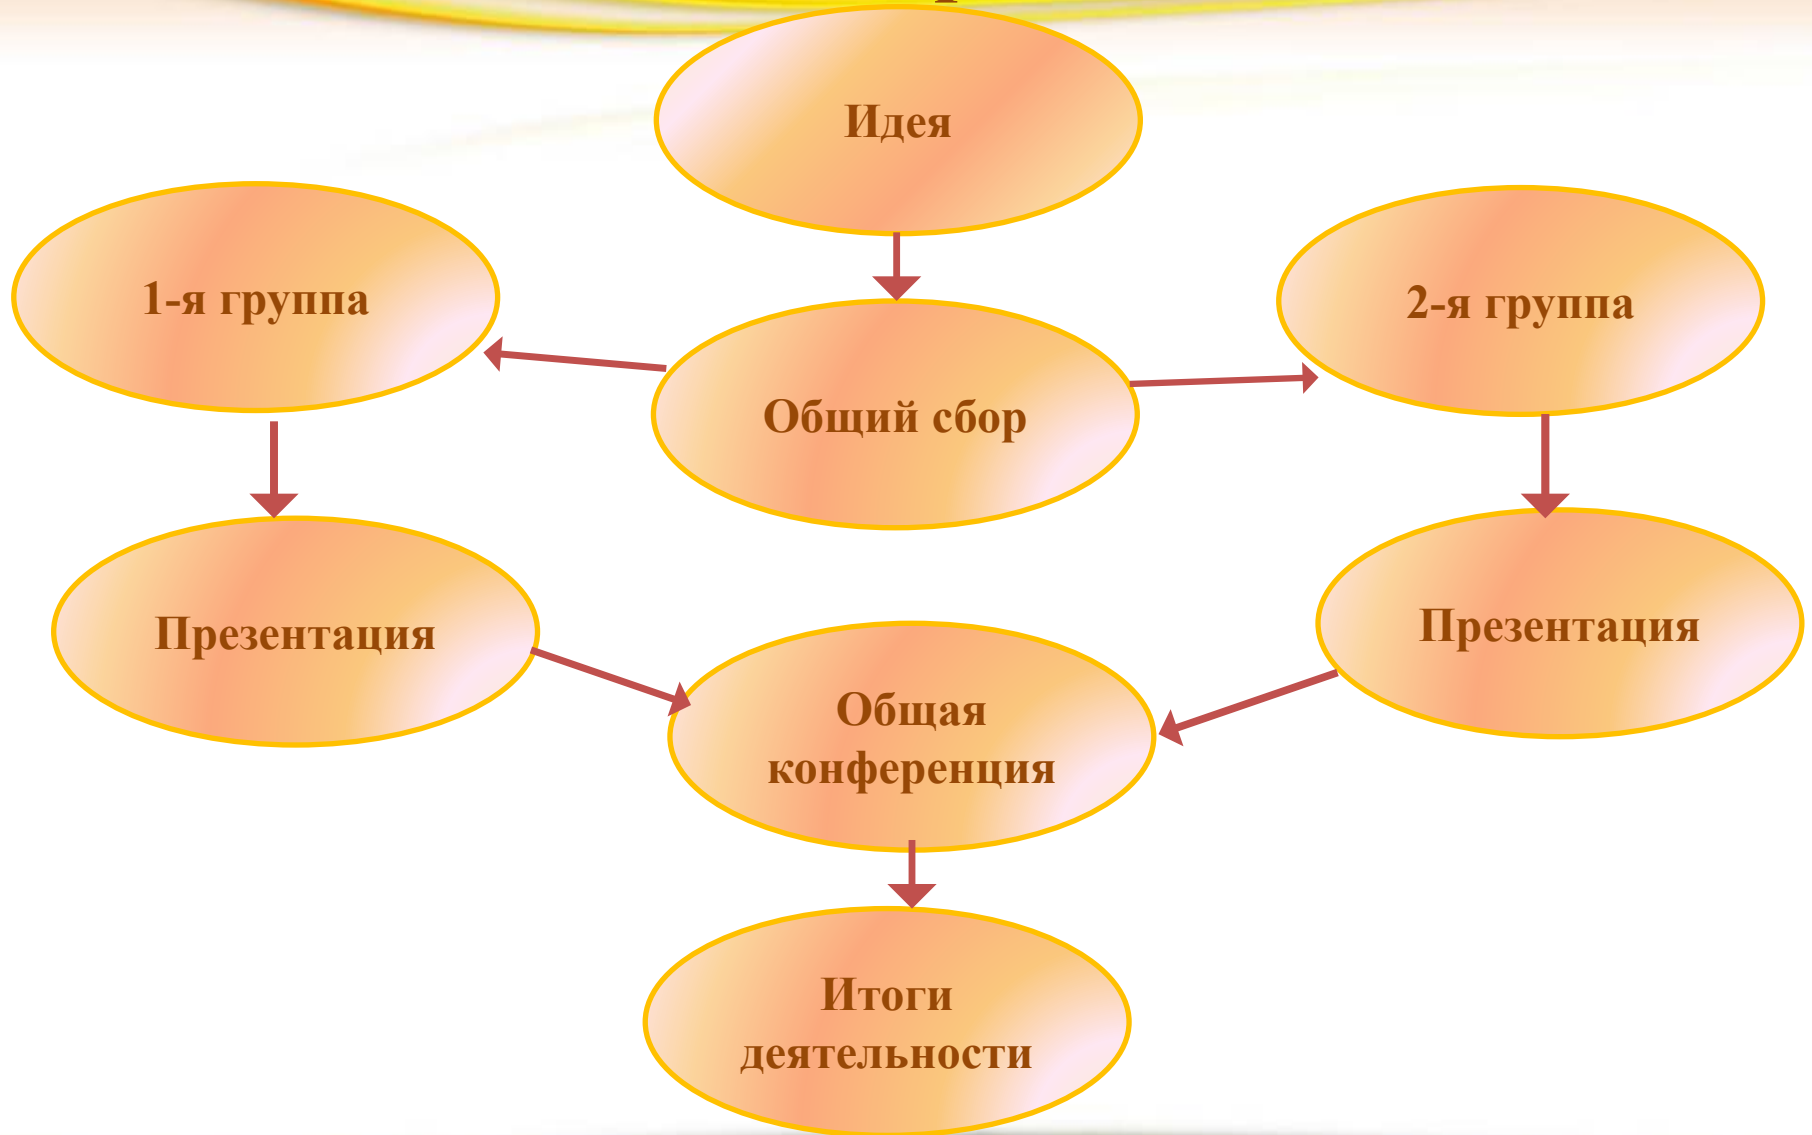 Идея
1-я группа
2-я группа
Общий сбор
Презентация
Презентация
Общая
конференция
Итоги
деятельности